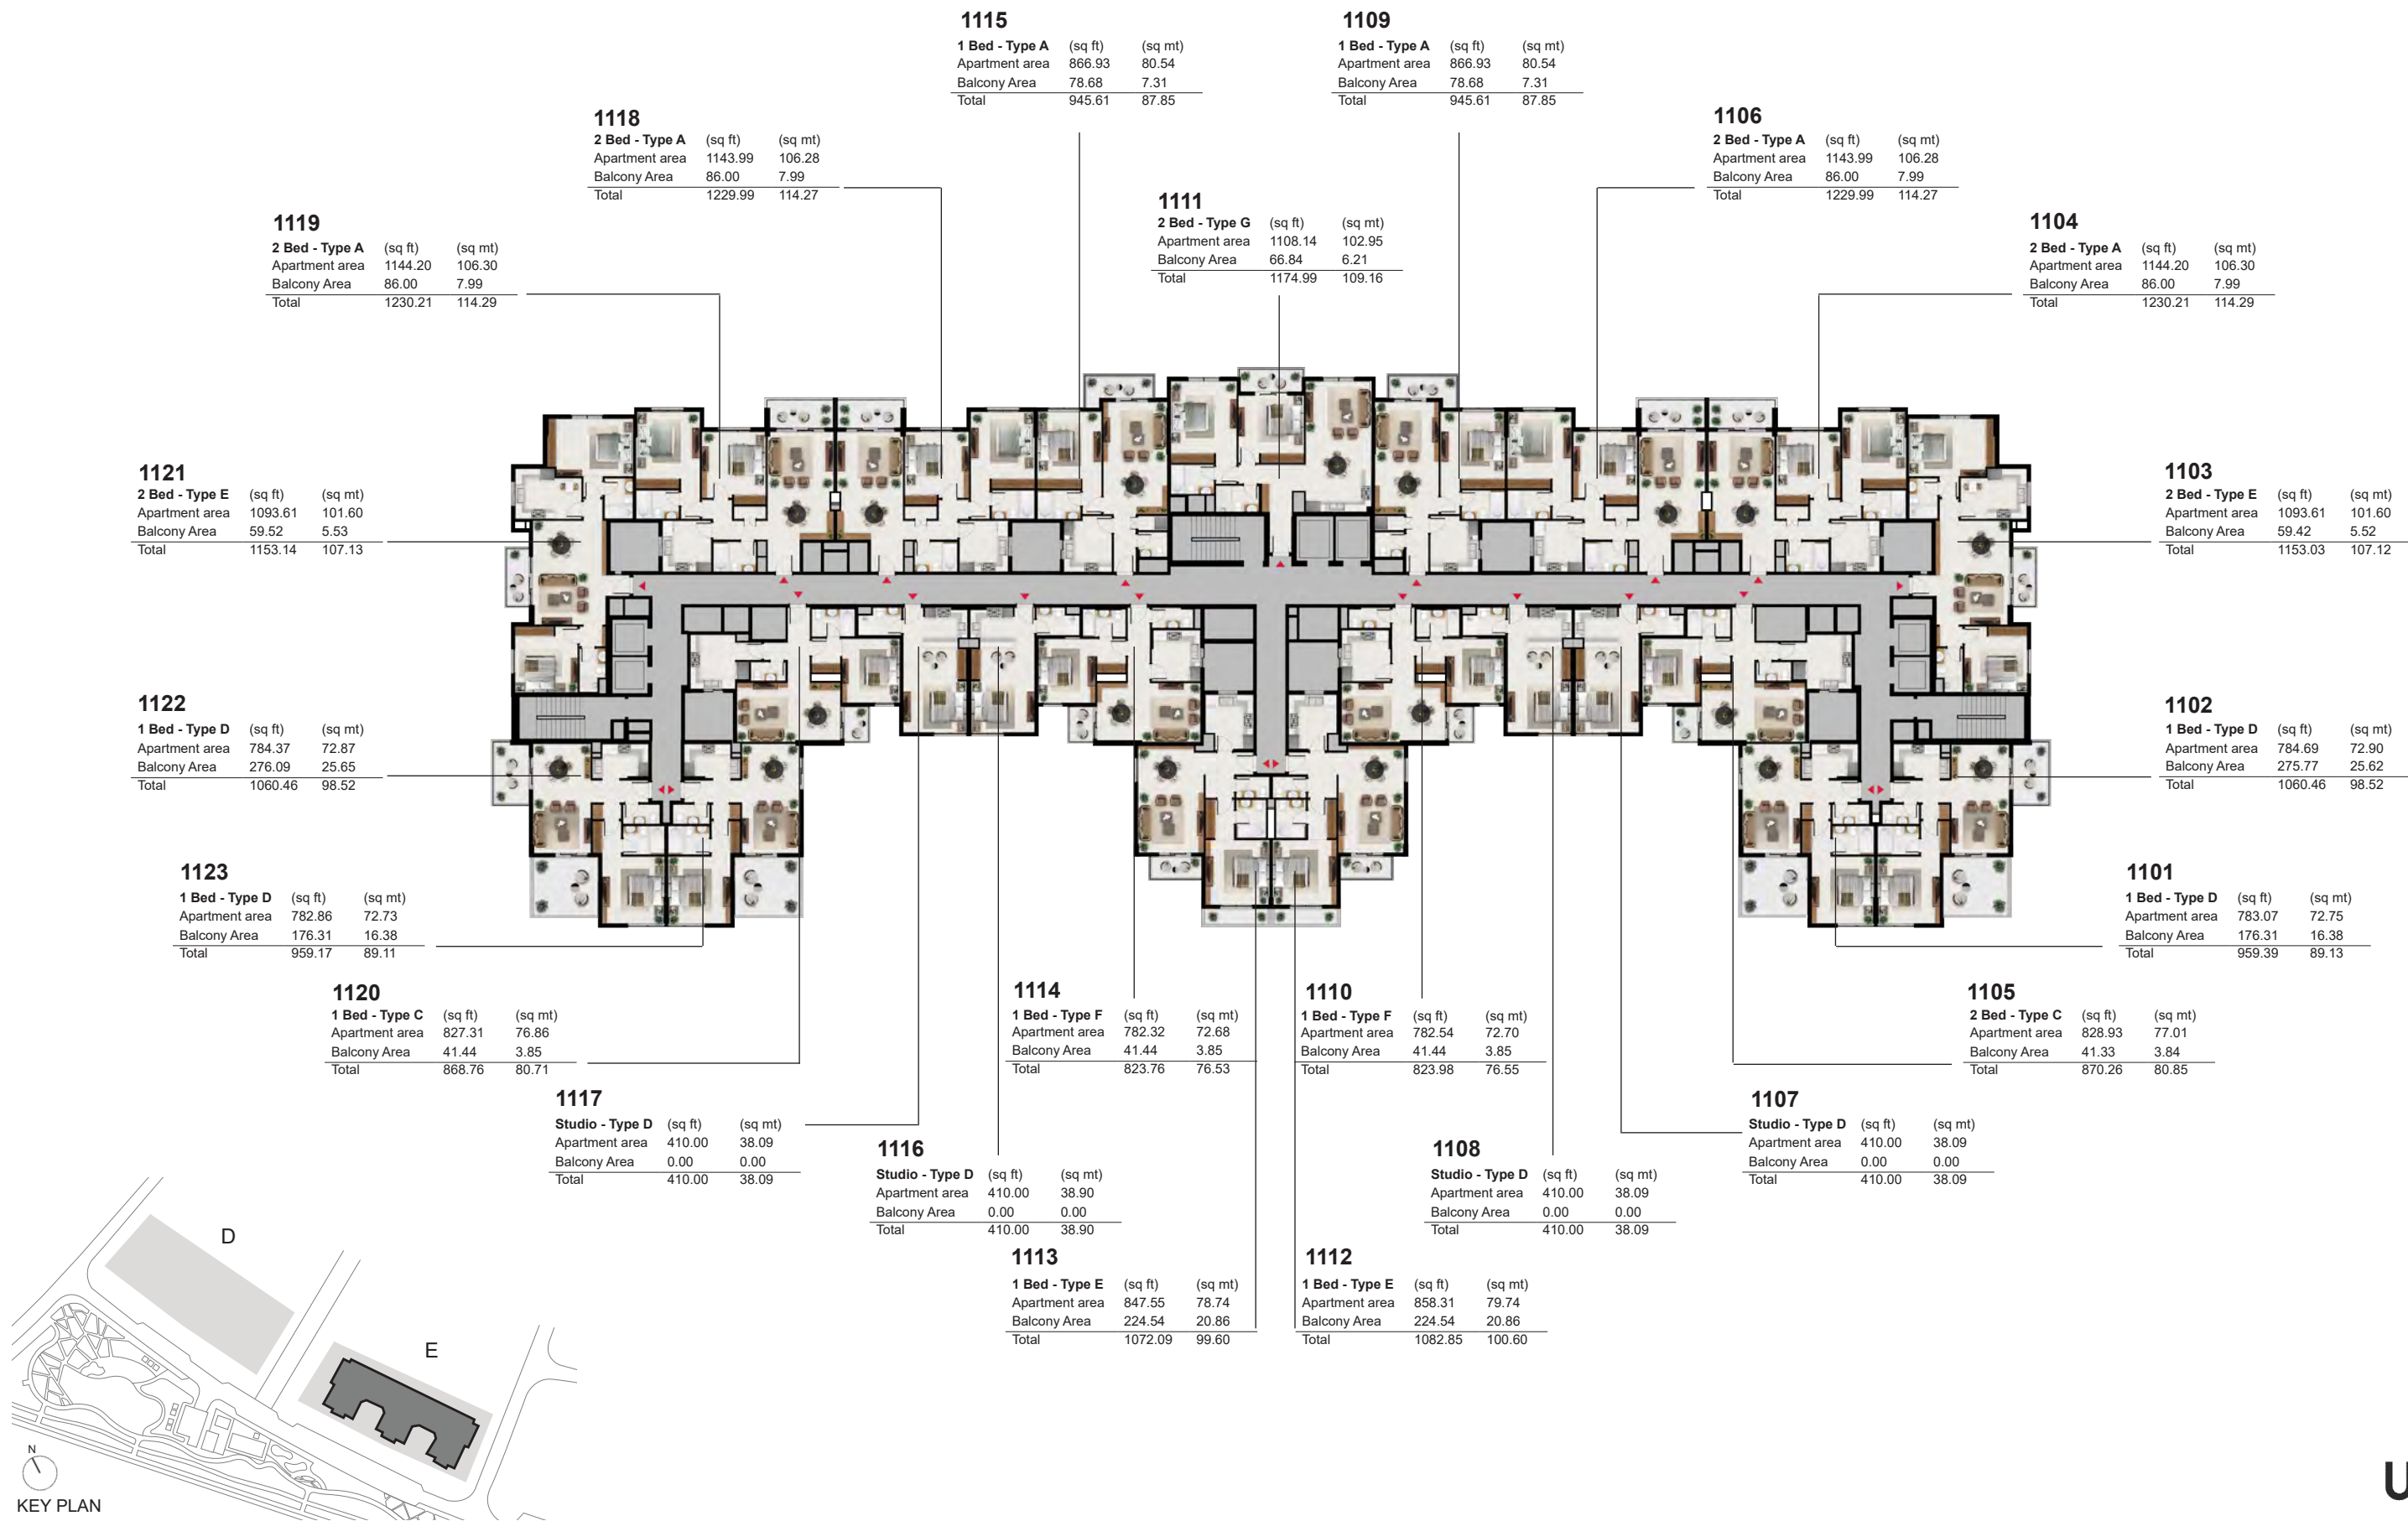 1115
1 Bed - Type A (sq ft) (sq mt)
Apartment area 866.93 80.54
Balcony Area 78.68 7.31
Total 945.61 87.85
1109
1 Bed - Type A (sq ft) (sq mt)
Apartment area 866.93 80.54
Balcony Area 78.68 7.31
Total 945.61 87.85
1118
2 Bed - Type A (sq ft) (sq mt)
Apartment area 1143.99 106.28
Balcony Area 86.00 7.99
Total 1229.99 114.27
1106
2 Bed - Type A (sq ft) (sq mt)
Apartment area 1143.99 106.28
Balcony Area 86.00 7.99
Total 1229.99 114.27
1111
2 Bed - Type G (sq ft) (sq mt)
Apartment area 1108.14 102.95
Balcony Area 66.84 6.21
Total 1174.99 109.16
1119
2 Bed - Type A (sq ft) (sq mt)
Apartment area 1144.20 106.30
Balcony Area 86.00 7.99
Total 1230.21 114.29
1104
2 Bed - Type A (sq ft) (sq mt)
Apartment area 1144.20 106.30
Balcony Area 86.00 7.99
Total 1230.21 114.29
1121
2 Bed - Type E (sq ft) (sq mt)
Apartment area 1093.61 101.60
Balcony Area 59.52 5.53
Total 1153.14 107.13
1103
2 Bed - Type E (sq ft) (sq mt)
Apartment area 1093.61 101.60
Balcony Area 59.42 5.52
Total 1153.03 107.12
1122
1 Bed - Type D (sq ft) (sq mt)
Apartment area 784.37 72.87
Balcony Area 276.09 25.65
Total 1060.46 98.52
1102
1 Bed - Type D (sq ft) (sq mt)
Apartment area 784.69 72.90
Balcony Area 275.77 25.62
Total 1060.46 98.52
1123
1 Bed - Type D (sq ft) (sq mt)
Apartment area 782.86 72.73
Balcony Area 176.31 16.38
Total 959.17 89.11
1101
1 Bed - Type D (sq ft) (sq mt)
Apartment area 783.07 72.75
Balcony Area 176.31 16.38
Total 959.39 89.13
1120
1 Bed - Type C (sq ft) (sq mt)
Apartment area 827.31 76.86
Balcony Area 41.44 3.85
Total 868.76 80.71
1114
1 Bed - Type F (sq ft) (sq mt)
Apartment area 782.32 72.68
Balcony Area 41.44 3.85
Total 823.76 76.53
1110
1 Bed - Type F (sq ft) (sq mt)
Apartment area 782.54 72.70
Balcony Area 41.44 3.85
Total 823.98 76.55
1105
2 Bed - Type C (sq ft) (sq mt)
Apartment area 828.93 77.01
Balcony Area 41.33 3.84
Total 870.26 80.85
1117
Studio - Type D (sq ft) (sq mt)
Apartment area 410.00 38.09
Balcony Area 0.00 0.00
Total 410.00 38.09
1116
Studio - Type D (sq ft) (sq mt)
Apartment area 410.00 38.90
Balcony Area 0.00 0.00
Total 410.00 38.90
1108
Studio - Type D (sq ft) (sq mt)
Apartment area 410.00 38.09
Balcony Area 0.00 0.00
Total 410.00 38.09
1107
Studio - Type D (sq ft) (sq mt)
Apartment area 410.00 38.09
Balcony Area 0.00 0.00
Total 410.00 38.09
1113
1 Bed - Type E (sq ft) (sq mt)
Apartment area 847.55 78.74
Balcony Area 224.54 20.86
Total 1072.09 99.60
1112
1 Bed - Type E (sq ft) (sq mt)
Apartment area 858.31 79.74
Balcony Area 224.54 20.86
Total 1082.85 100.60
D
E
N
KEY PLAN
U